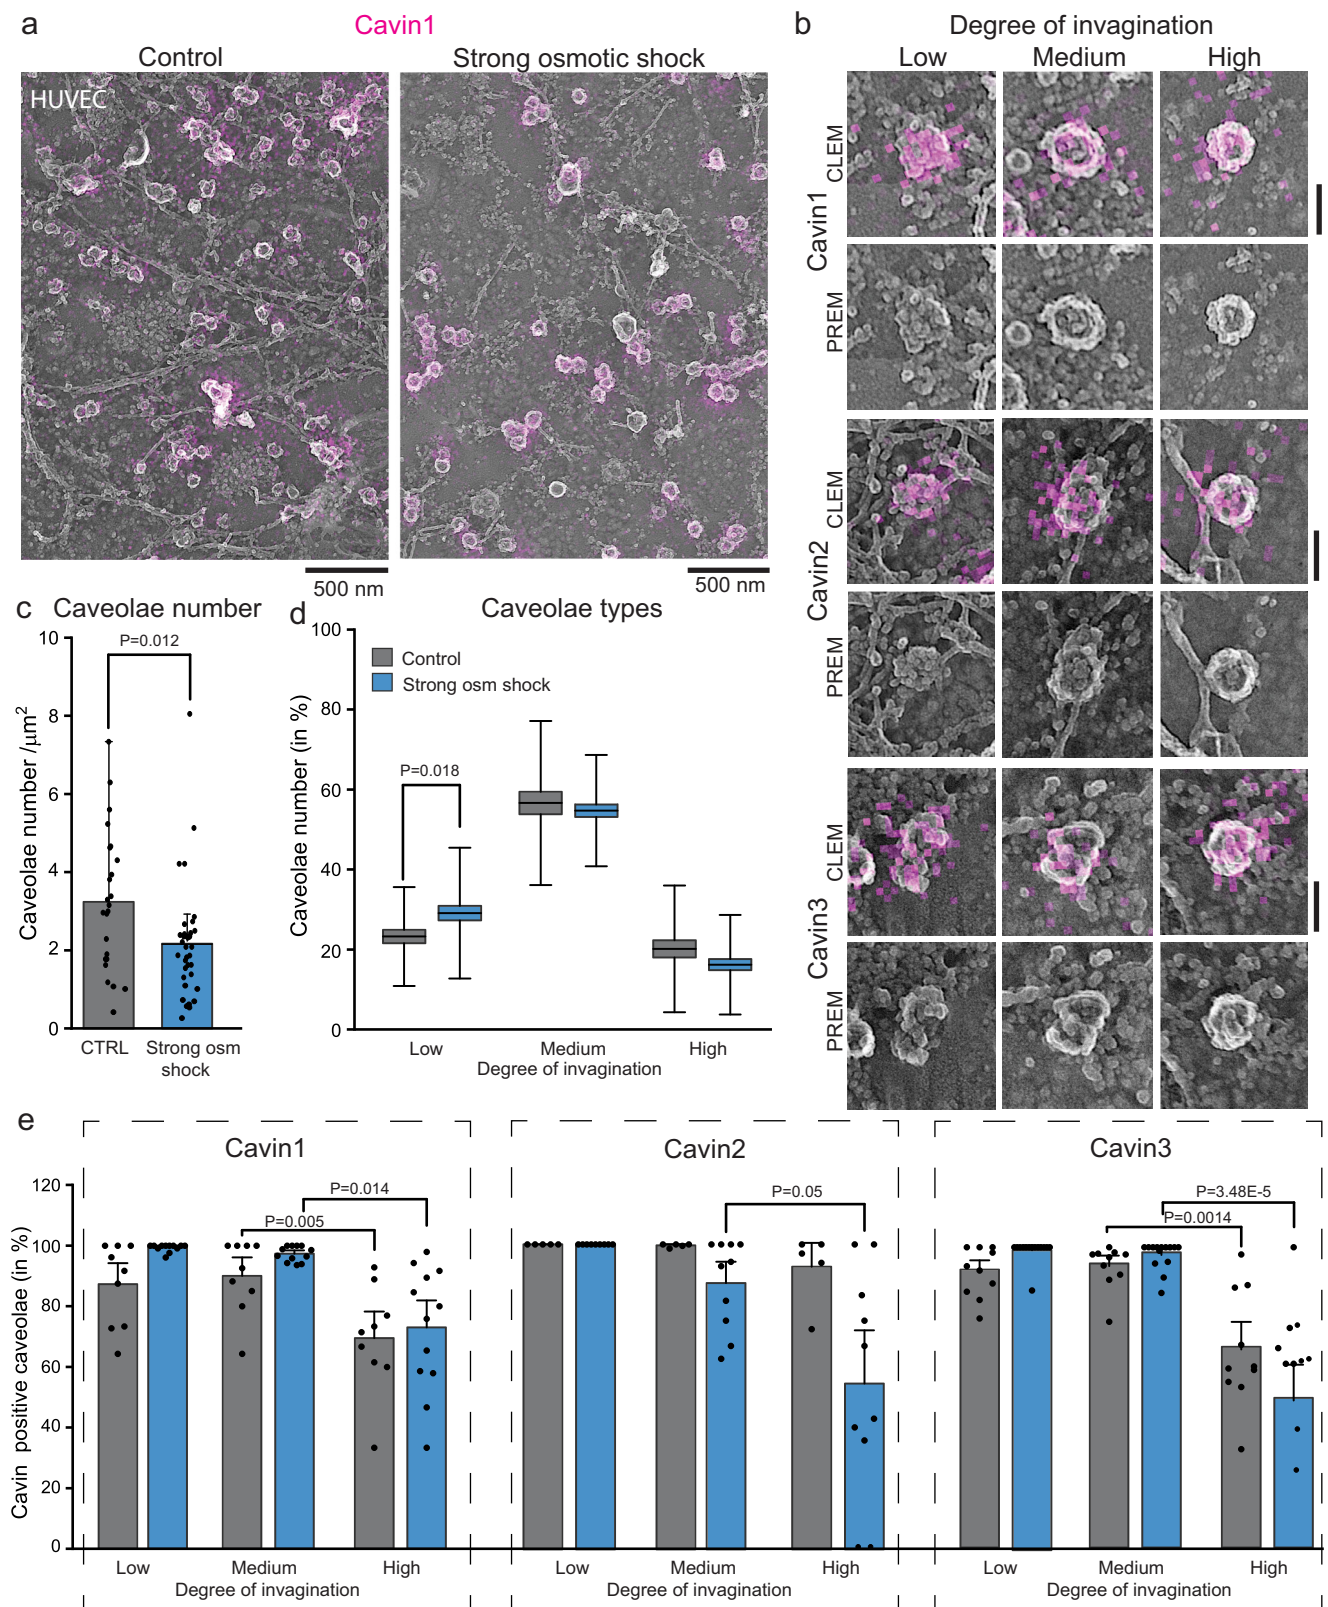 a
Cavin1
Control
Strong osmotic shock
HUVEC
500 nm
500 nm
b
Degree of invagination
Low
Medium
High
Cavin1
CLEM
PREM
Cavin2
CLEM
PREM
Cavin3
CLEM
PREM
c
Caveolae number
P=0.012
Caveolae number /μm²
10
8
6
4
2
0
CTRL
Strong osm
shock
d
Caveolae types
Control
Strong osm shock
P=0.018
Caveolae number (in %)
100
80
60
40
20
0
Low
Medium
High
Degree of invagination
e
Cavin1
Cavin2
Cavin3
Cavin positive caveolae (in %)
120
100
80
60
40
20
0
P=0.014
P=0.005
P=0.05
P=3.48E-5
P=0.0014
Low
Medium
High
Degree of invagination
Low
Medium
High
Degree of invagination
Low
Medium
High
Degree of invagination